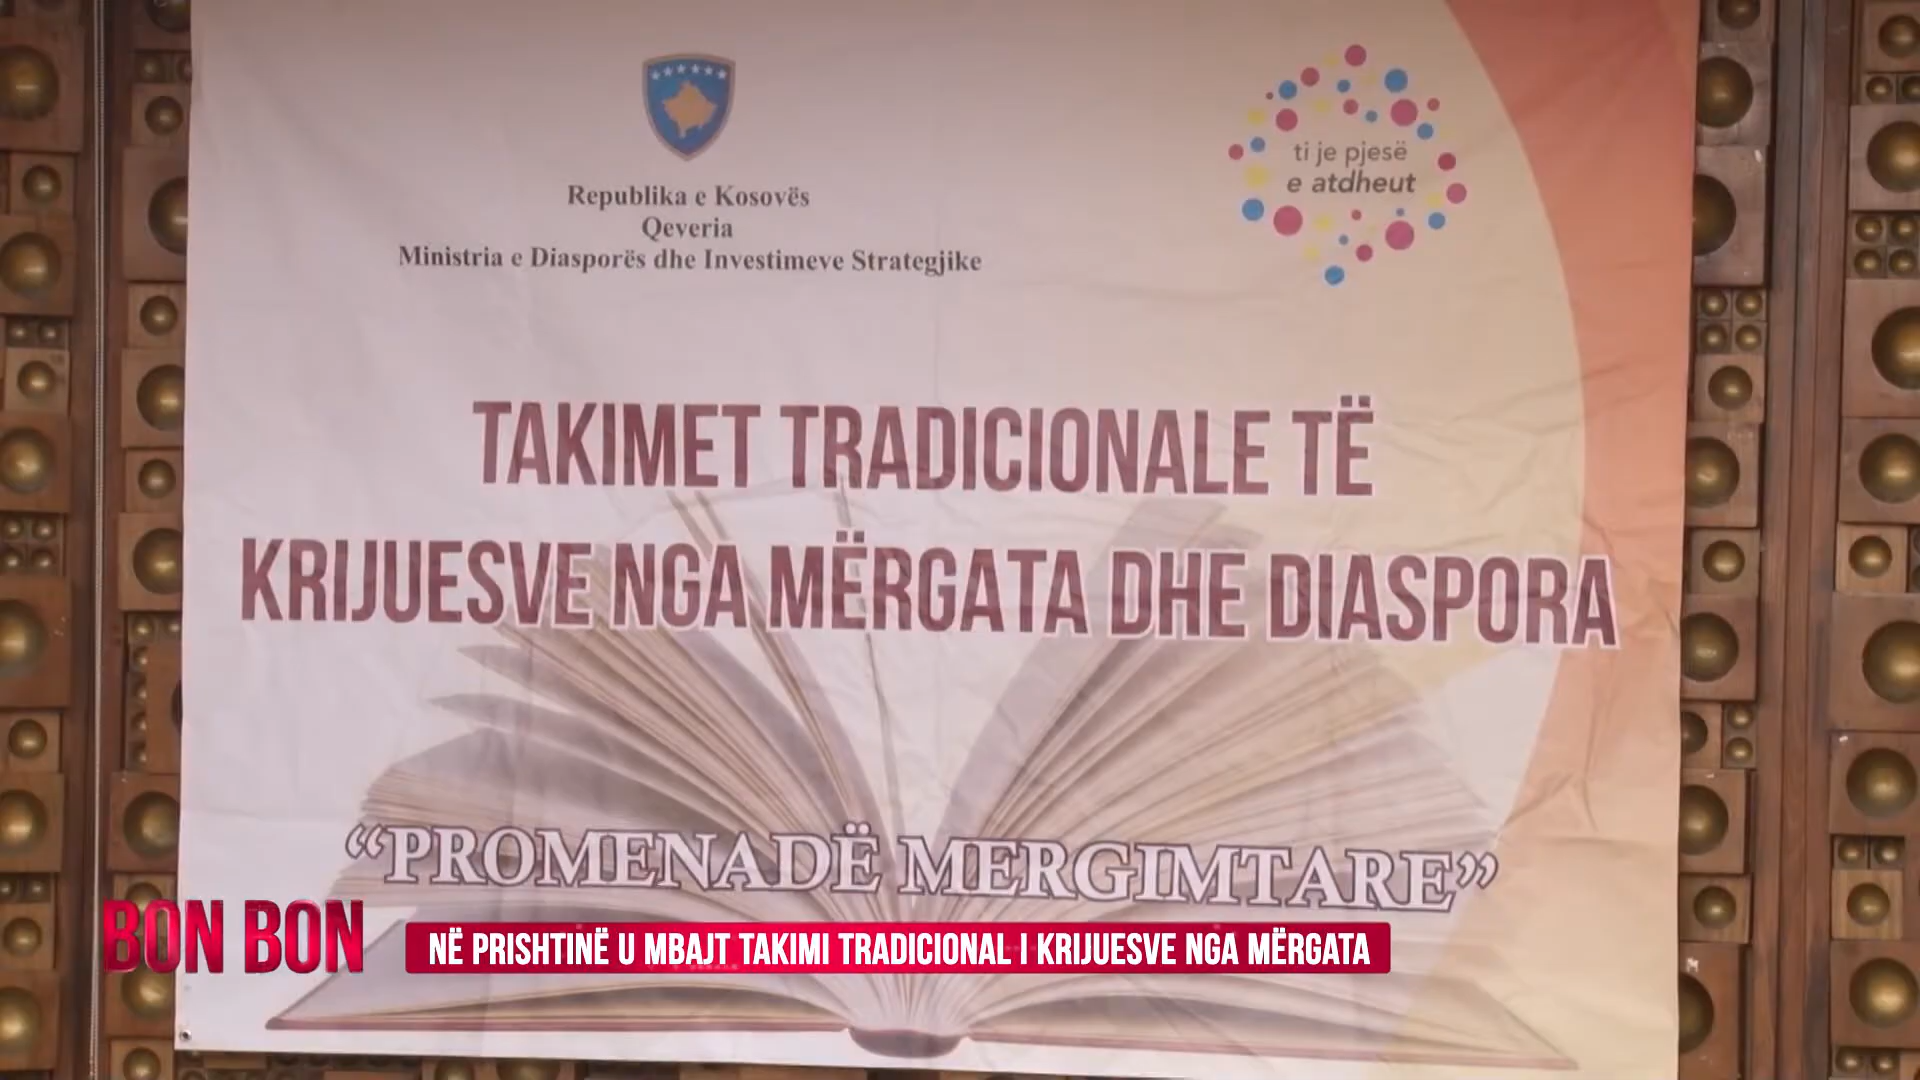 Republika e Kosovës
Qeveria
Ministria e Diasporës dhe Investimeve Strategjike
ti je pjesë
e atdheut
TAKIMET TRADICIONALE TË
KRIJUESVE NGA MËRGATA DHE DIASPORA
“PROMENADË MERGIMTARE”
BON BON
NË PRISHTINË U MBAJT TAKIMI TRADICIONAL I KRIJUESVE NGA MËRGATA